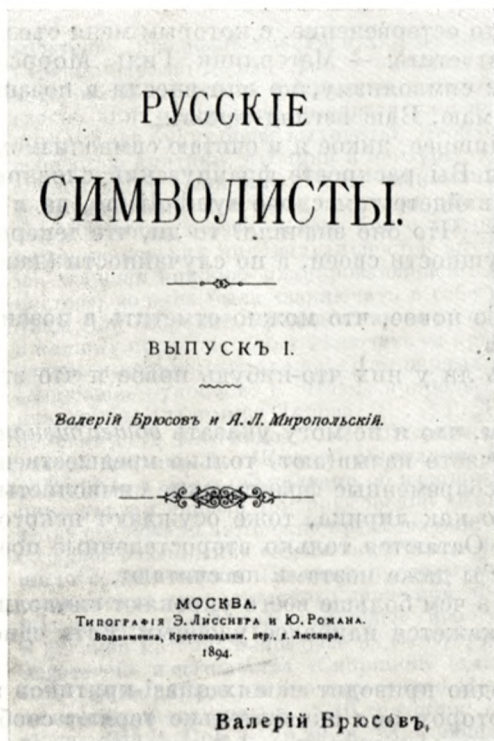 РУССКІЕ
СИМВОЛИСТЫ.
ВЫПУСКЪ I.
Валерій Брюсовъ и А. Л. Миропольскій.
МОСКВА.
Типографія Э. Лисснера и Ю. Романа.
Воздвиженка, Крестовоздвиж. пер., д. Лисснера.
1894.
Валерій Брюсовъ,